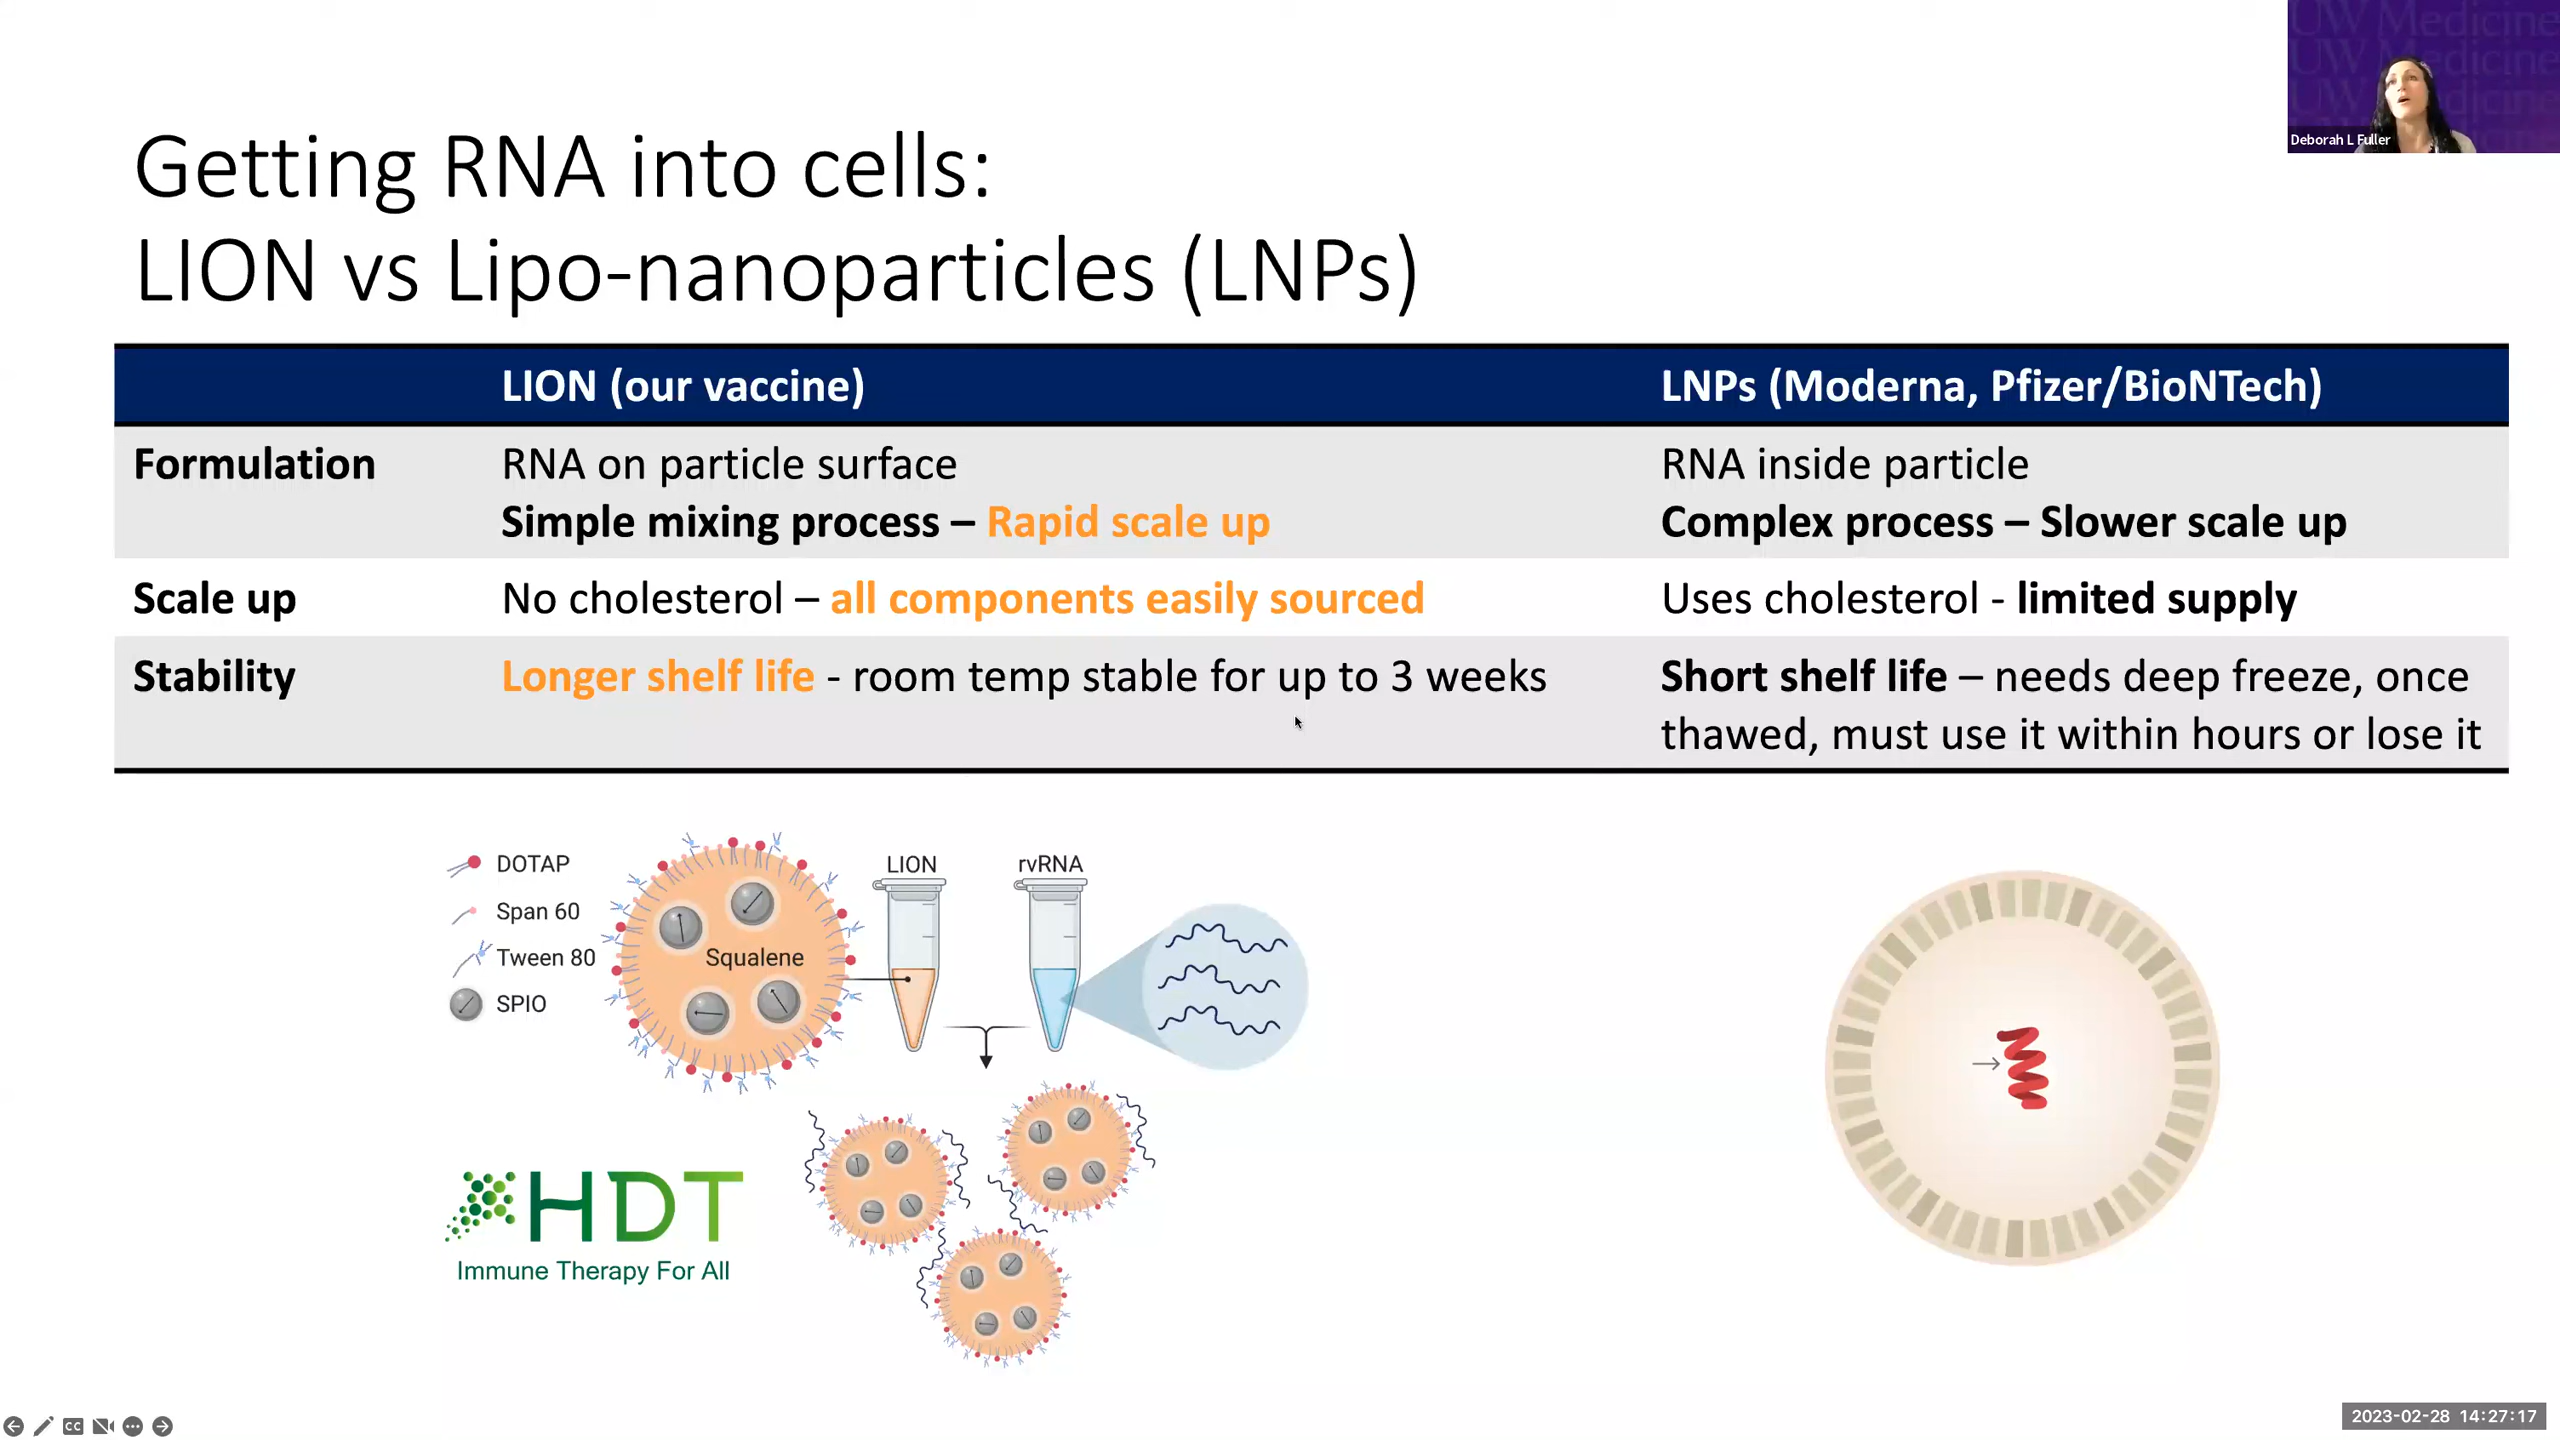 UW Medicine
UW Medicine
Deborah L Fuller
Getting RNA into cells:
LION vs Lipo-nanoparticles (LNPs)
LION (our vaccine)
LNPs (Moderna, Pfizer/BioNTech)
Formulation
RNA on particle surface
Simple mixing process – Rapid scale up
RNA inside particle
Complex process – Slower scale up
Scale up
No cholesterol – all components easily sourced
Uses cholesterol - limited supply
Stability
Longer shelf life - room temp stable for up to 3 weeks
Short shelf life – needs deep freeze, once
thawed, must use it within hours or lose it
DOTAP
Span 60
Tween 80
SPIO
Squalene
LION
rvRNA
HDT
Immune Therapy For All
CC
2023-02-28 14:27:17